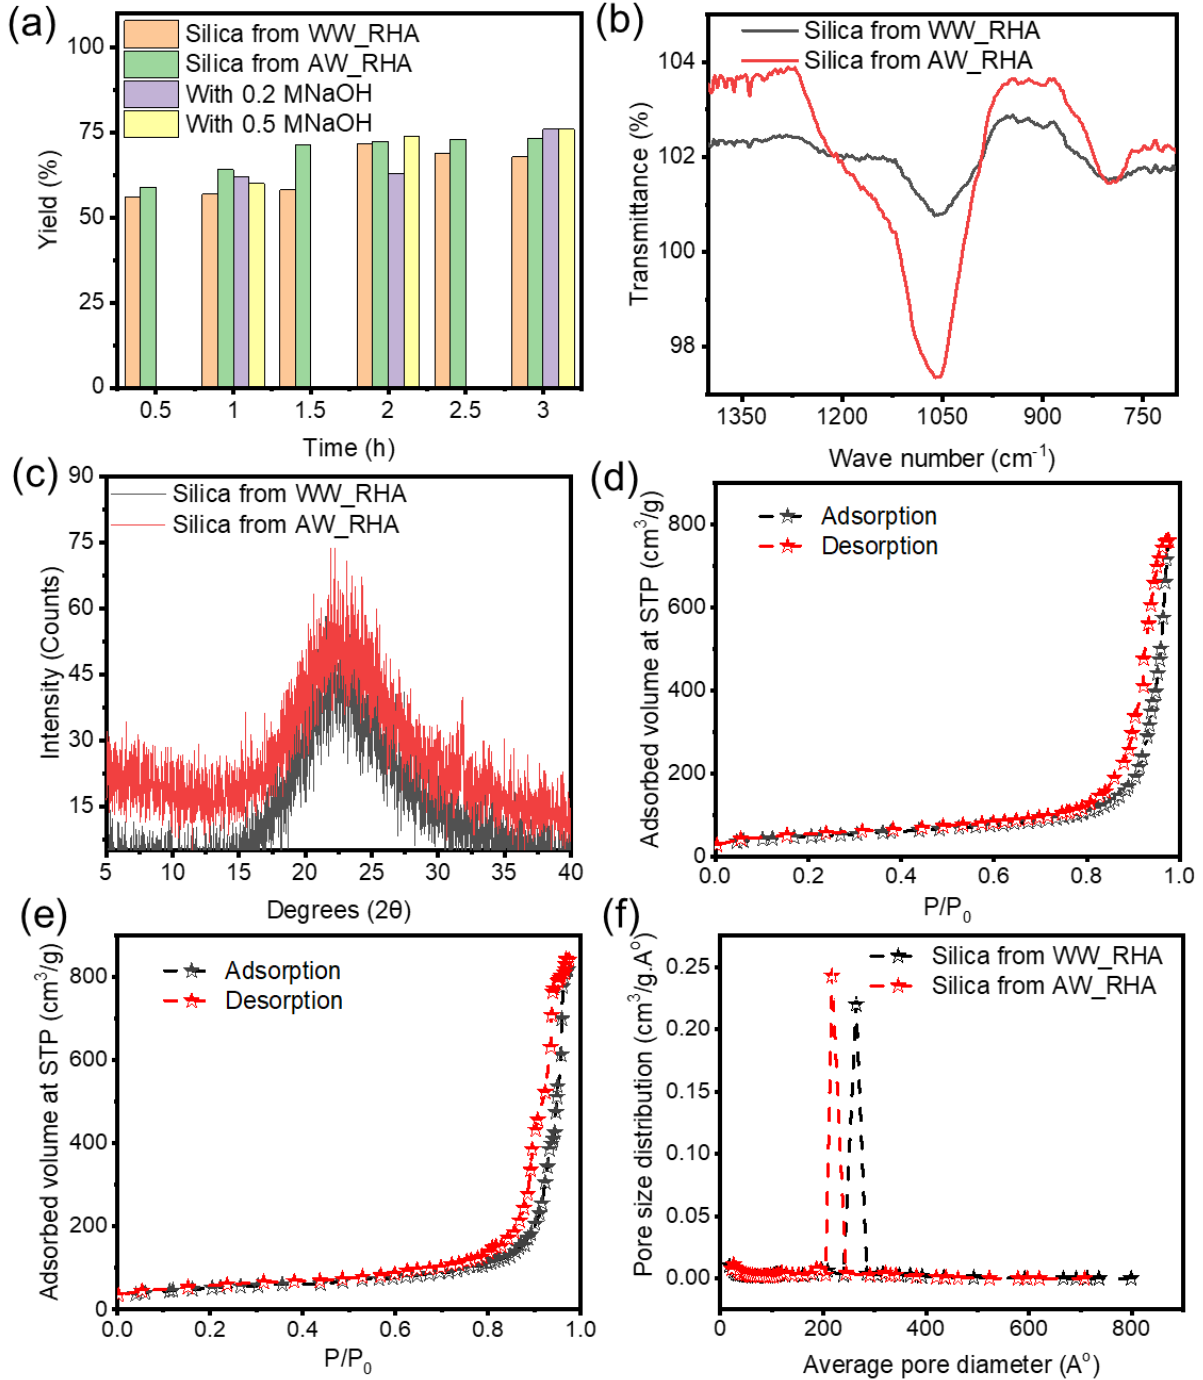 (a)
Silica from WW_RHA
Silica from AW_RHA
With 0.2 MNaOH
With 0.5 MNaOH
100
75
50
25
0
Yield (%)
0.5 1 1.5 2 2.5 3
Time (h)
(b)
Silica from WW_RHA
Silica from AW_RHA
104
102
100
98
Transmittance (%)
1350 1200 1050 900 750
Wave number (cm-1)
(c)
Silica from WW_RHA
Silica from AW_RHA
90
75
60
45
30
15
Intensity (Counts)
5 10 15 20 25 30 35 40
Degrees (2θ)
(d)
Adsorption
Desorption
800
600
400
200
0
Adsorbed volume at STP (cm3/g)
0.0 0.2 0.4 0.6 0.8 1.0
P/P0
(e)
Adsorption
Desorption
800
600
400
200
0
Adsorbed volume at STP (cm3/g)
0.0 0.2 0.4 0.6 0.8 1.0
P/P0
(f)
Silica from WW_RHA
Silica from AW_RHA
0.25
0.20
0.15
0.10
0.05
0.00
Pore size distribution (cm3/g.Ao)
0 200 400 600 800
Average pore diameter (Ao)